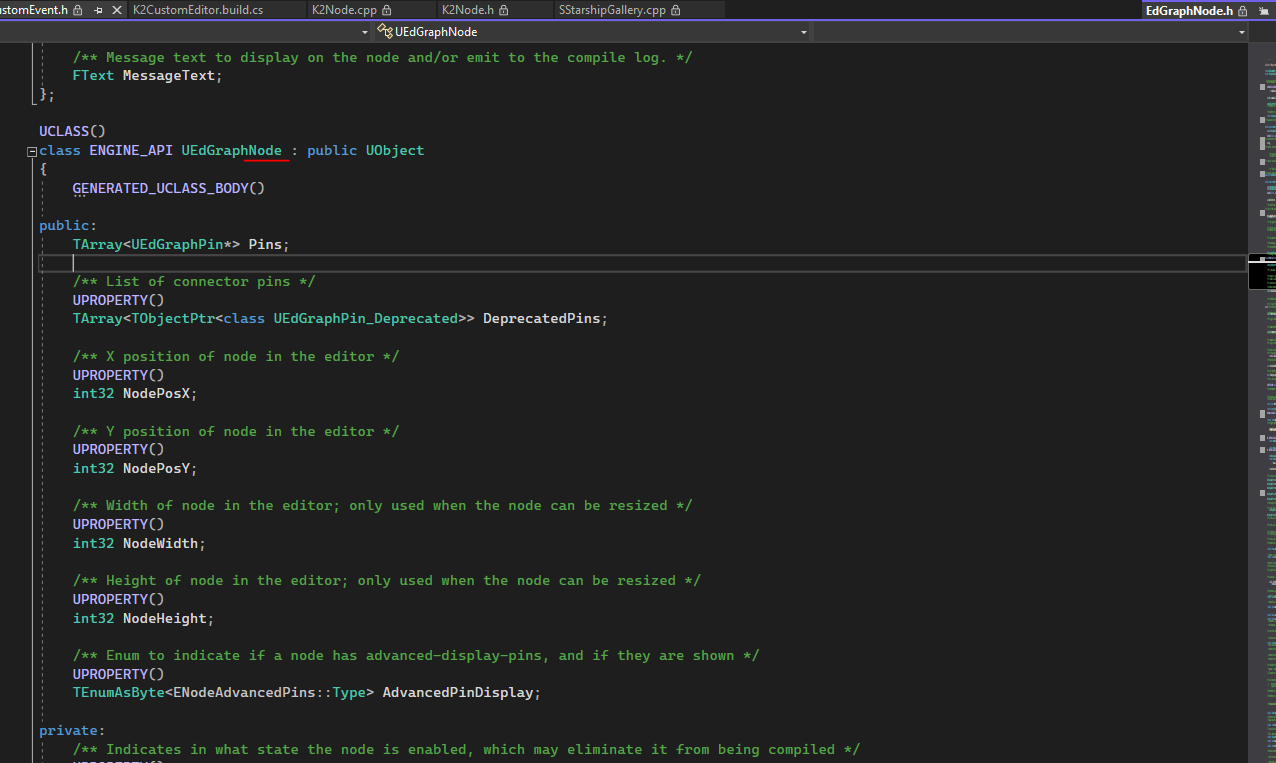 ustomEvent.h K2CustomEditor.build.cs K2Node.cpp K2Node.h SStarshipGallery.cpp EdGraphNode.h
UEdGraphNode
/** Message text to display on the node and/or emit to the compile log. */
FText MessageText;
};
UCLASS()
class ENGINE_API UEdGraphNode : public UObject
{
GENERATED_UCLASS_BODY()
public:
TArray<UEdGraphPin*> Pins;
/** List of connector pins */
UPROPERTY()
TArray<TObjectPtr<class UEdGraphPin_Deprecated>> DeprecatedPins;
/** X position of node in the editor */
UPROPERTY()
int32 NodePosX;
/** Y position of node in the editor */
UPROPERTY()
int32 NodePosY;
/** Width of node in the editor; only used when the node can be resized */
UPROPERTY()
int32 NodeWidth;
/** Height of node in the editor; only used when the node can be resized */
UPROPERTY()
int32 NodeHeight;
/** Enum to indicate if a node has advanced-display-pins, and if they are shown */
UPROPERTY()
TEnumAsByte<ENodeAdvancedPins::Type> AdvancedPinDisplay;
private:
/** Indicates in what state the node is enabled, which may eliminate it from being compiled */